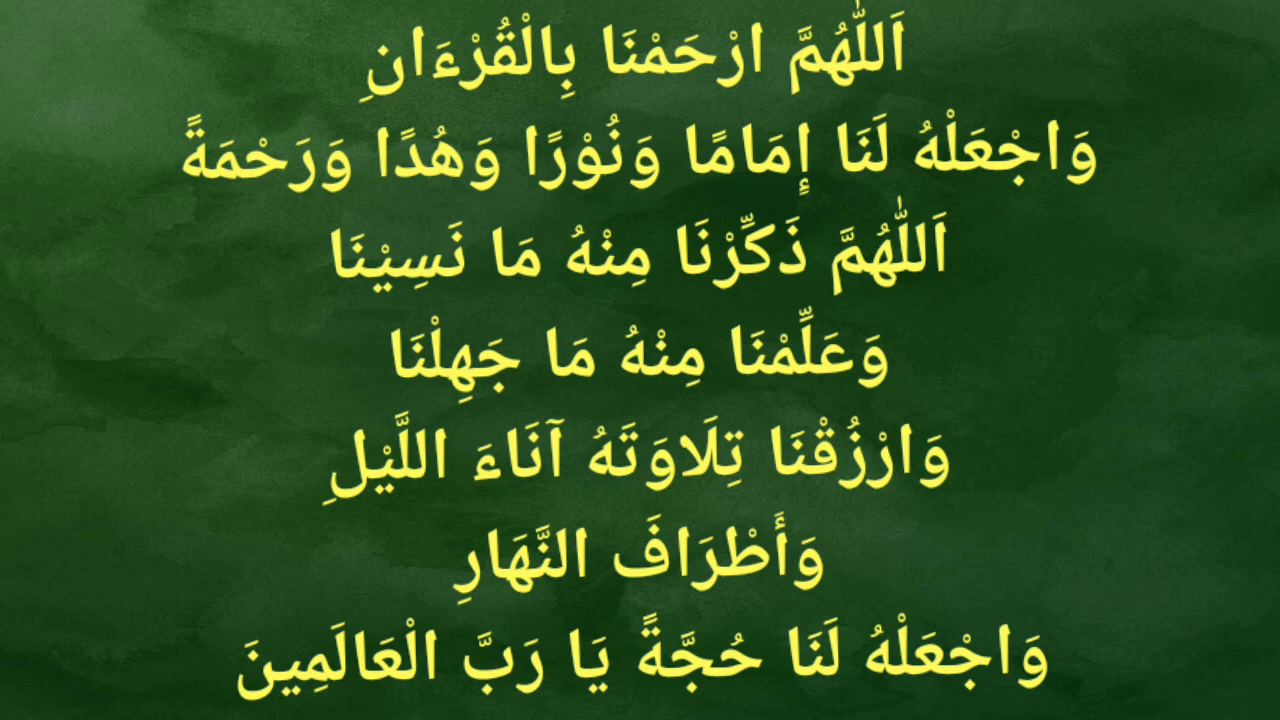 اَللّٰهُمَّ ارْحَمْنَا بِالْقُرْءَانِ
وَاجْعَلْهُ لَنَا إِمَامًا وَنُوْرًا وَهُدًا وَرَحْمَةً
اَللّٰهُمَّ ذَكِّرْنَا مِنْهُ مَا نَسِيْنَا
وَعَلِّمْنَا مِنْهُ مَا جَهِلْنَا
وَارْزُقْنَا تِلَاوَتَهُ آنَاءَ اللَّيْلِ
وَأَطْرَافَ النَّهَارِ
وَاجْعَلْهُ لَنَا حُجَّةً يَا رَبَّ الْعَالَمِينَ